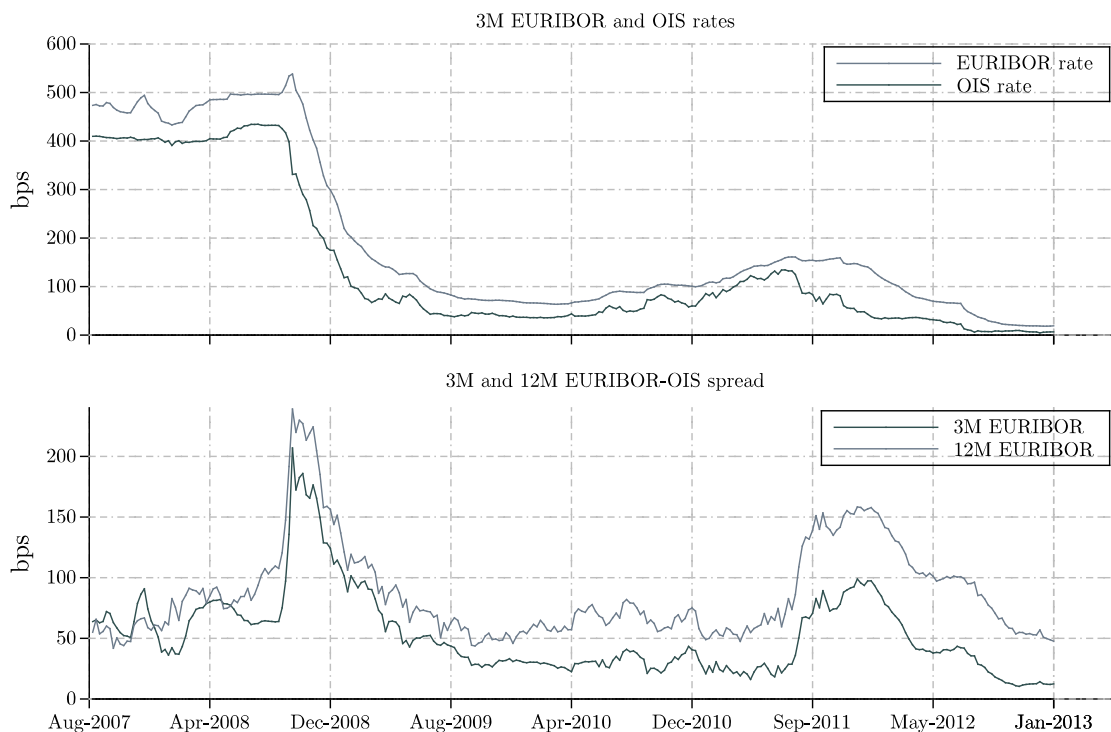 3M EURIBOR and OIS rates
600
500
400
300
200
100
0
bps
EURIBOR rate
OIS rate
3M and 12M EURIBOR-OIS spread
200
150
100
50
0
bps
3M EURIBOR
12M EURIBOR
Aug-2007 Apr-2008 Dec-2008 Aug-2009 Apr-2010 Dec-2010 Sep-2011 May-2012 Jan-2013